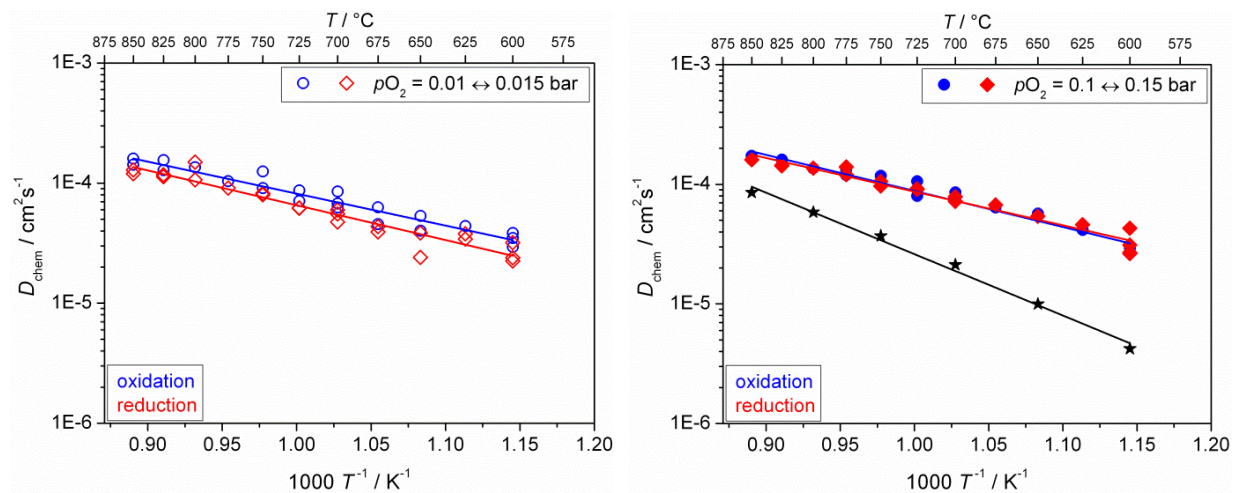 T / °C
875 850 825 800 775 750 725 700 675 650 625 600 575
1E-3
pO2 = 0.01 ↔ 0.015 bar
1E-4
Dchem / cm2s-1
1E-5
oxidation
reduction
1E-6
0.90 0.95 1.00 1.05 1.10 1.15 1.20
1000 T-1 / K-1
T / °C
875 850 825 800 775 750 725 700 675 650 625 600 575
1E-3
pO2 = 0.1 ↔ 0.15 bar
1E-4
Dchem / cm2s-1
1E-5
oxidation
reduction
1E-6
0.90 0.95 1.00 1.05 1.10 1.15 1.20
1000 T-1 / K-1